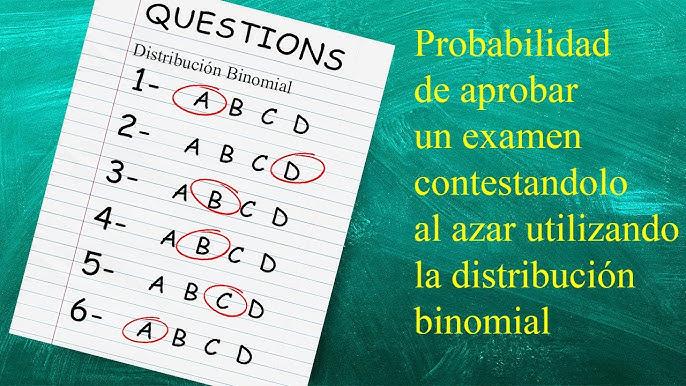 QUESTIONS
Distribución Binomial
1- A B C D
2- A B C D
3- A B C D
4- A B C D
5- A B C D
6- A B C D
Probabilidad
de aprobar
un examen
contestandolo
al azar utilizando
la distribución
binomial